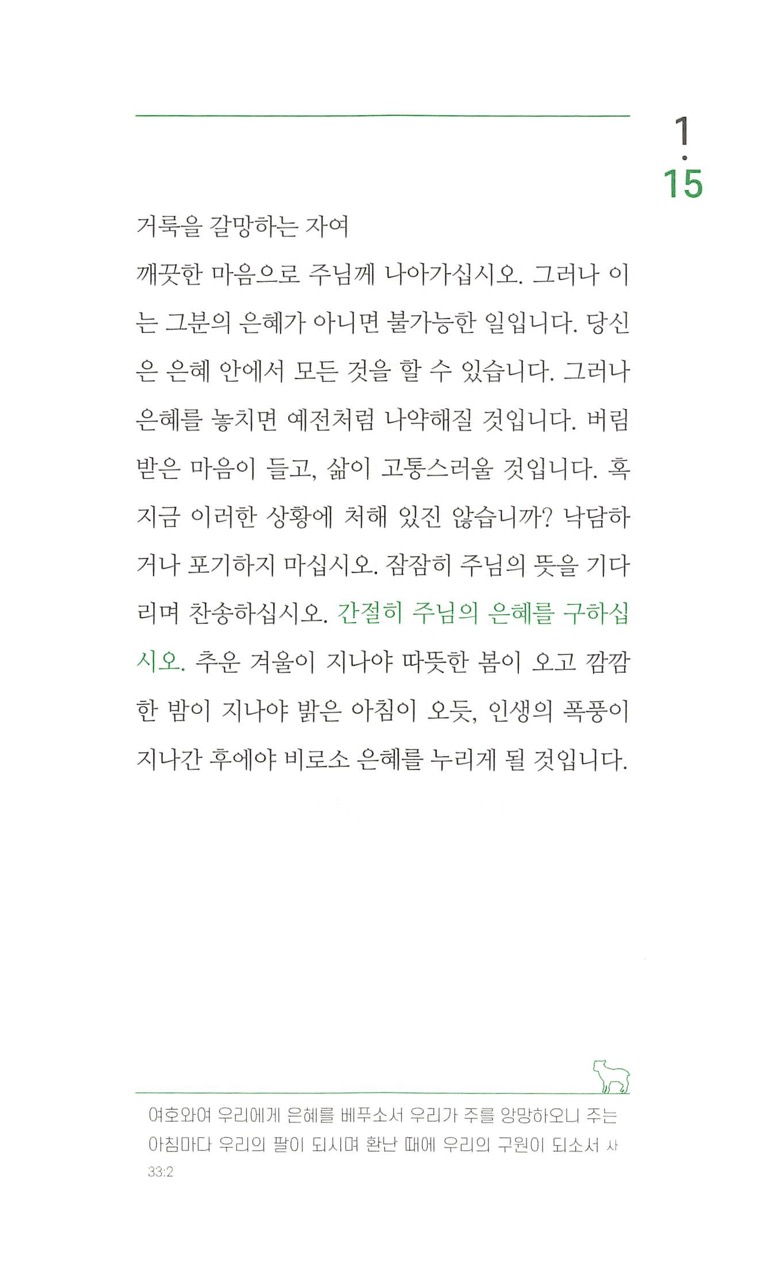 1
·
15
거룩을 갈망하는 자여
깨끗한 마음으로 주님께 나아가십시오. 그러나 이
는 그분의 은혜가 아니면 불가능한 일입니다. 당신
은 은혜 안에서 모든 것을 할 수 있습니다. 그러나
은혜를 놓치면 예전처럼 나약해질 것입니다. 버림
받은 마음이 들고, 삶이 고통스러울 것입니다. 혹
지금 이러한 상황에 처해 있진 않습니까? 낙담하
거나 포기하지 마십시오. 잠잠히 주님의 뜻을 기다
리며 찬송하십시오. 간절히 주님의 은혜를 구하십
시오. 추운 겨울이 지나야 따뜻한 봄이 오고 깜깜
한 밤이 지나야 밝은 아침이 오듯, 인생의 폭풍이
지나간 후에야 비로소 은혜를 누리게 될 것입니다.
여호와여 우리에게 은혜를 베푸소서 우리가 주를 앙망하오니 주는
아침마다 우리의 팔이 되시며 환난 때에 우리의 구원이 되소서 사
33:2